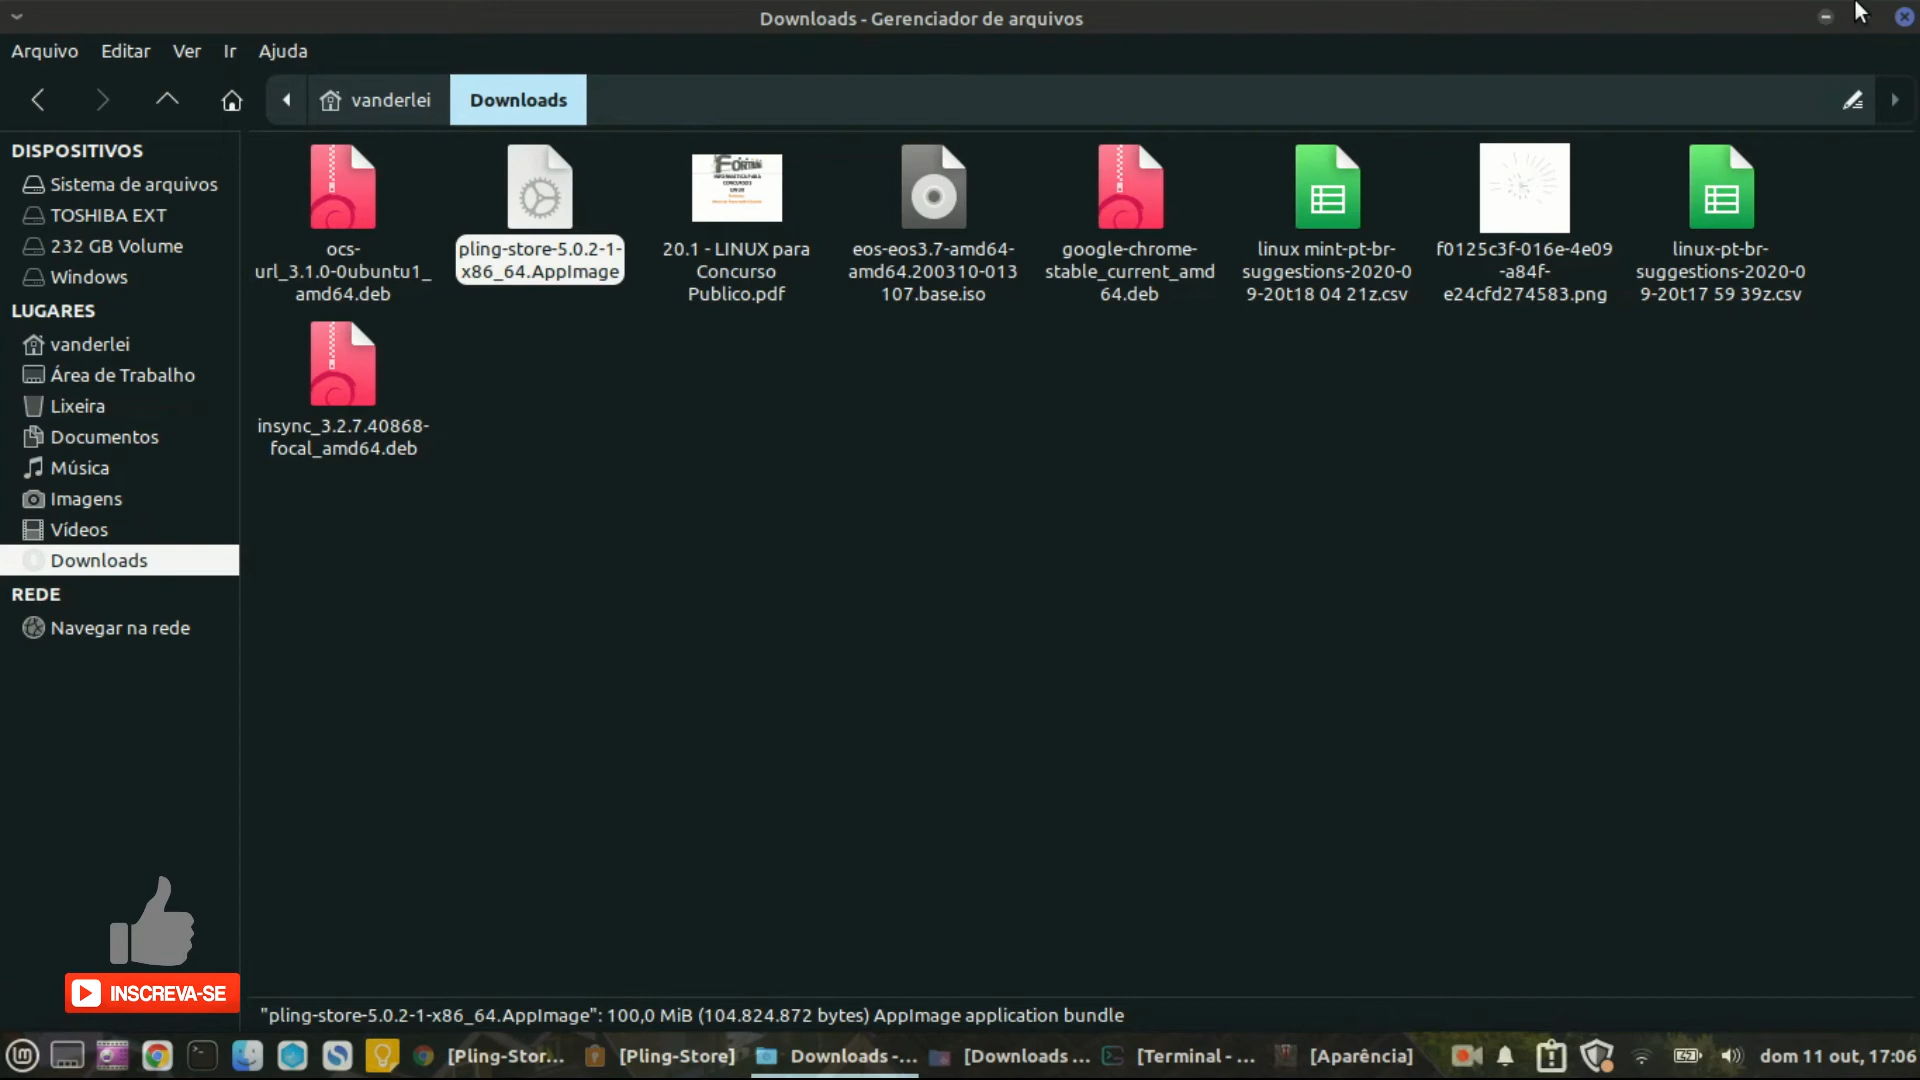 Downloads - Gerenciador de arquivos
Arquivo Editar Ver Ir Ajuda
vanderlei Downloads
DISPOSITIVOS
Sistema de arquivos
TOSHIBA EXT
232 GB Volume
Windows
LUGARES
vanderlei
Área de Trabalho
Lixeira
Documentos
Música
Imagens
Vídeos
Downloads
REDE
Navegar na rede
ocs-
url_3.1.0-0ubuntu1_
amd64.deb
pling-store-5.0.2-1-
x86_64.AppImage
20.1 - LINUX para
Concurso
Publico.pdf
eos-eos3.7-amd64-
amd64.200310-013
107.base.iso
google-chrome-
stable_current_amd
64.deb
linux mint-pt-br-
suggestions-2020-0
9-20t18 04 21z.csv
f0125c3f-016e-4e09
-a84f-
e24cfd274583.png
linux-pt-br-
suggestions-2020-0
9-20t17 59 39z.csv
insync_3.2.7.40868-
focal_amd64.deb
INSCREVA-SE
"pling-store-5.0.2-1-x86_64.AppImage": 100,0 MiB (104.824.872 bytes) AppImage application bundle
[Pling-Stor... [Pling-Store] Downloads -... [Downloads ... [Terminal - ... [Aparência] dom 11 out, 17:06